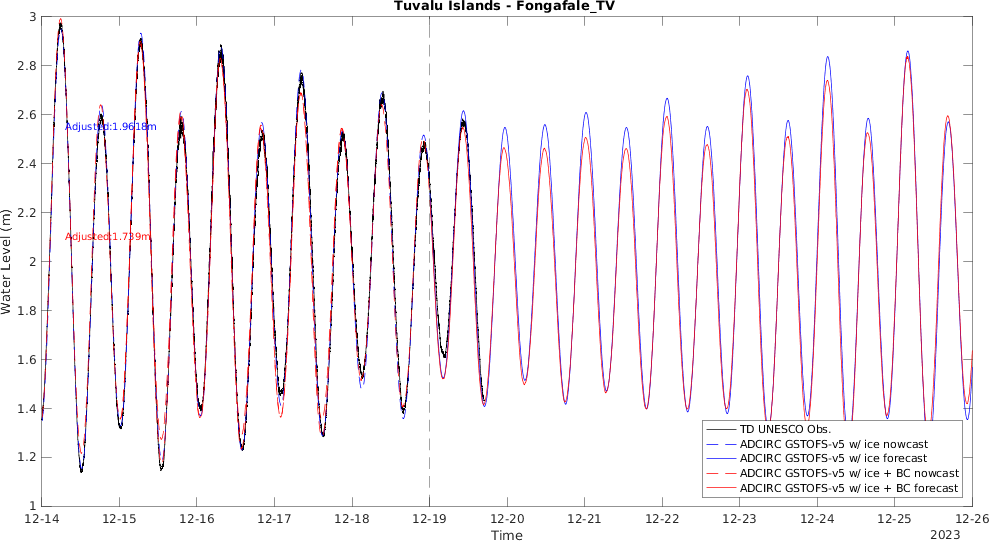 Tuvalu Islands - Fongafale_TV
3
2.8
2.6
2.4
2.2
2
1.8
1.6
1.4
1.2
1
Water Level (m)
Adjusted:1.9618m
Adjusted:1.739m
TD UNESCO Obs.
ADCIRC GSTOFS-v5 w/ ice nowcast
ADCIRC GSTOFS-v5 w/ ice forecast
ADCIRC GSTOFS-v5 w/ ice + BC nowcast
ADCIRC GSTOFS-v5 w/ ice + BC forecast
12-14 12-15 12-16 12-17 12-18 12-19 12-20 12-21 12-22 12-23 12-24 12-25 12-26
Time
2023